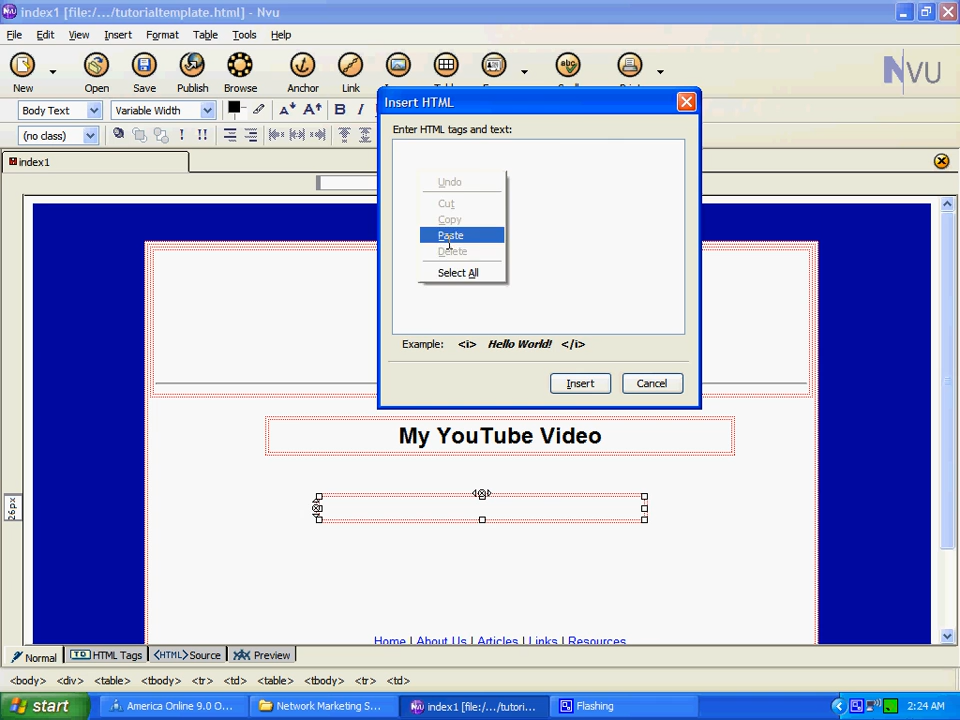 index1 [file:/.../tutorialtemplate.html] - Nvu
File Edit View Insert Format Table Tools Help
New Open Save Publish Browse Anchor Link
NVU
Body Text Variable Width B I
(no class) ! !!
index1
Insert HTML
Enter HTML tags and text:
Undo
Cut
Copy
Paste
Delete
Select All
Example: <i> Hello World! </i>
Insert Cancel
My YouTube Video
26px
Home | About Us | Articles | Links | Resources
Normal HTML Tags <HTML> Source Preview
<body> <div> <table> <tbody> <tr> <td> <table> <tbody> <tr> <td>
start America Online 9.0 O... Network Marketing S... index1 [file:/.../tutori... Flashing 2:24 AM